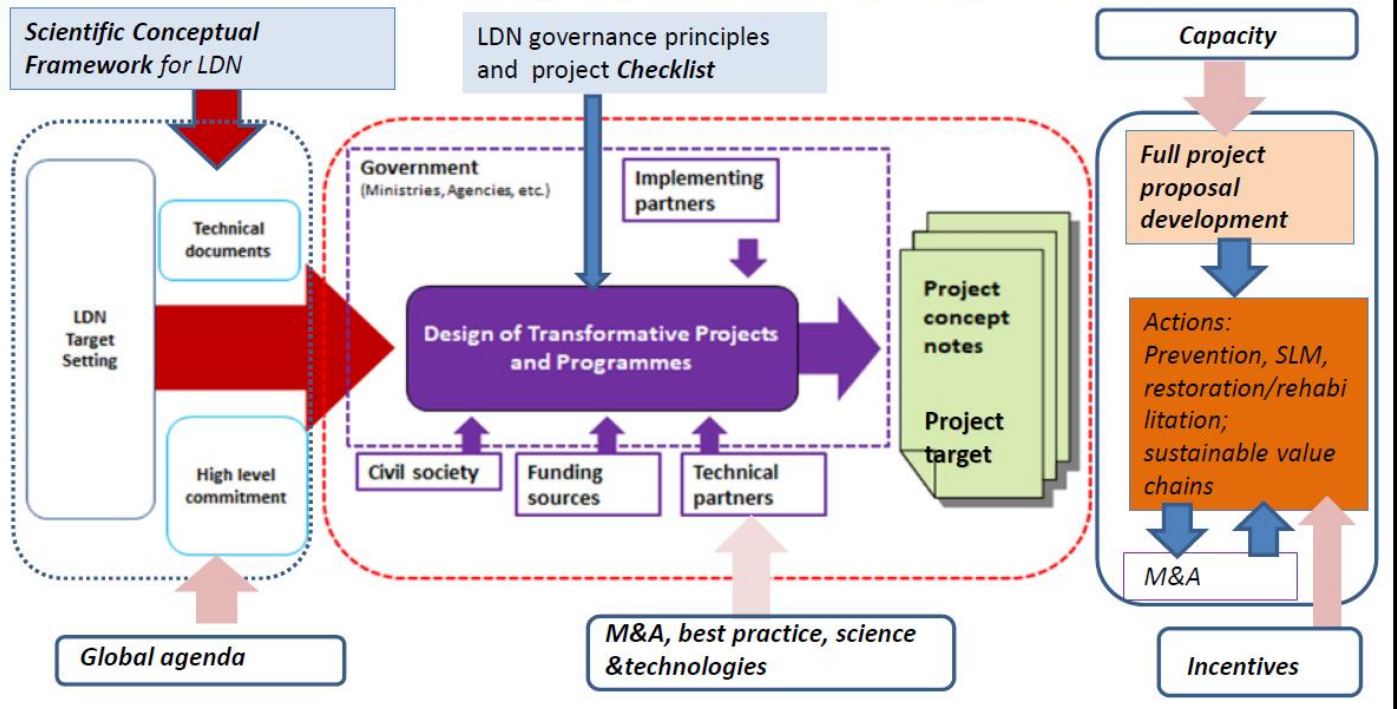 Scientific Conceptual
Framework for LDN
LDN governance principles
and project Checklist
Capacity
LDN
Target
Setting
Technical
documents
High level
commitment
Global agenda
Government
(Ministries, Agencies, etc.)
Implementing
partners
Design of Transformative Projects
and Programmes
Civil society
Funding
sources
Technical
partners
M&A, best practice, science
&technologies
Project
concept
notes
Project
target
Full project
proposal
development
Actions:
Prevention, SLM,
restoration/rehabi
litation;
sustainable value
chains
M&A
Incentives